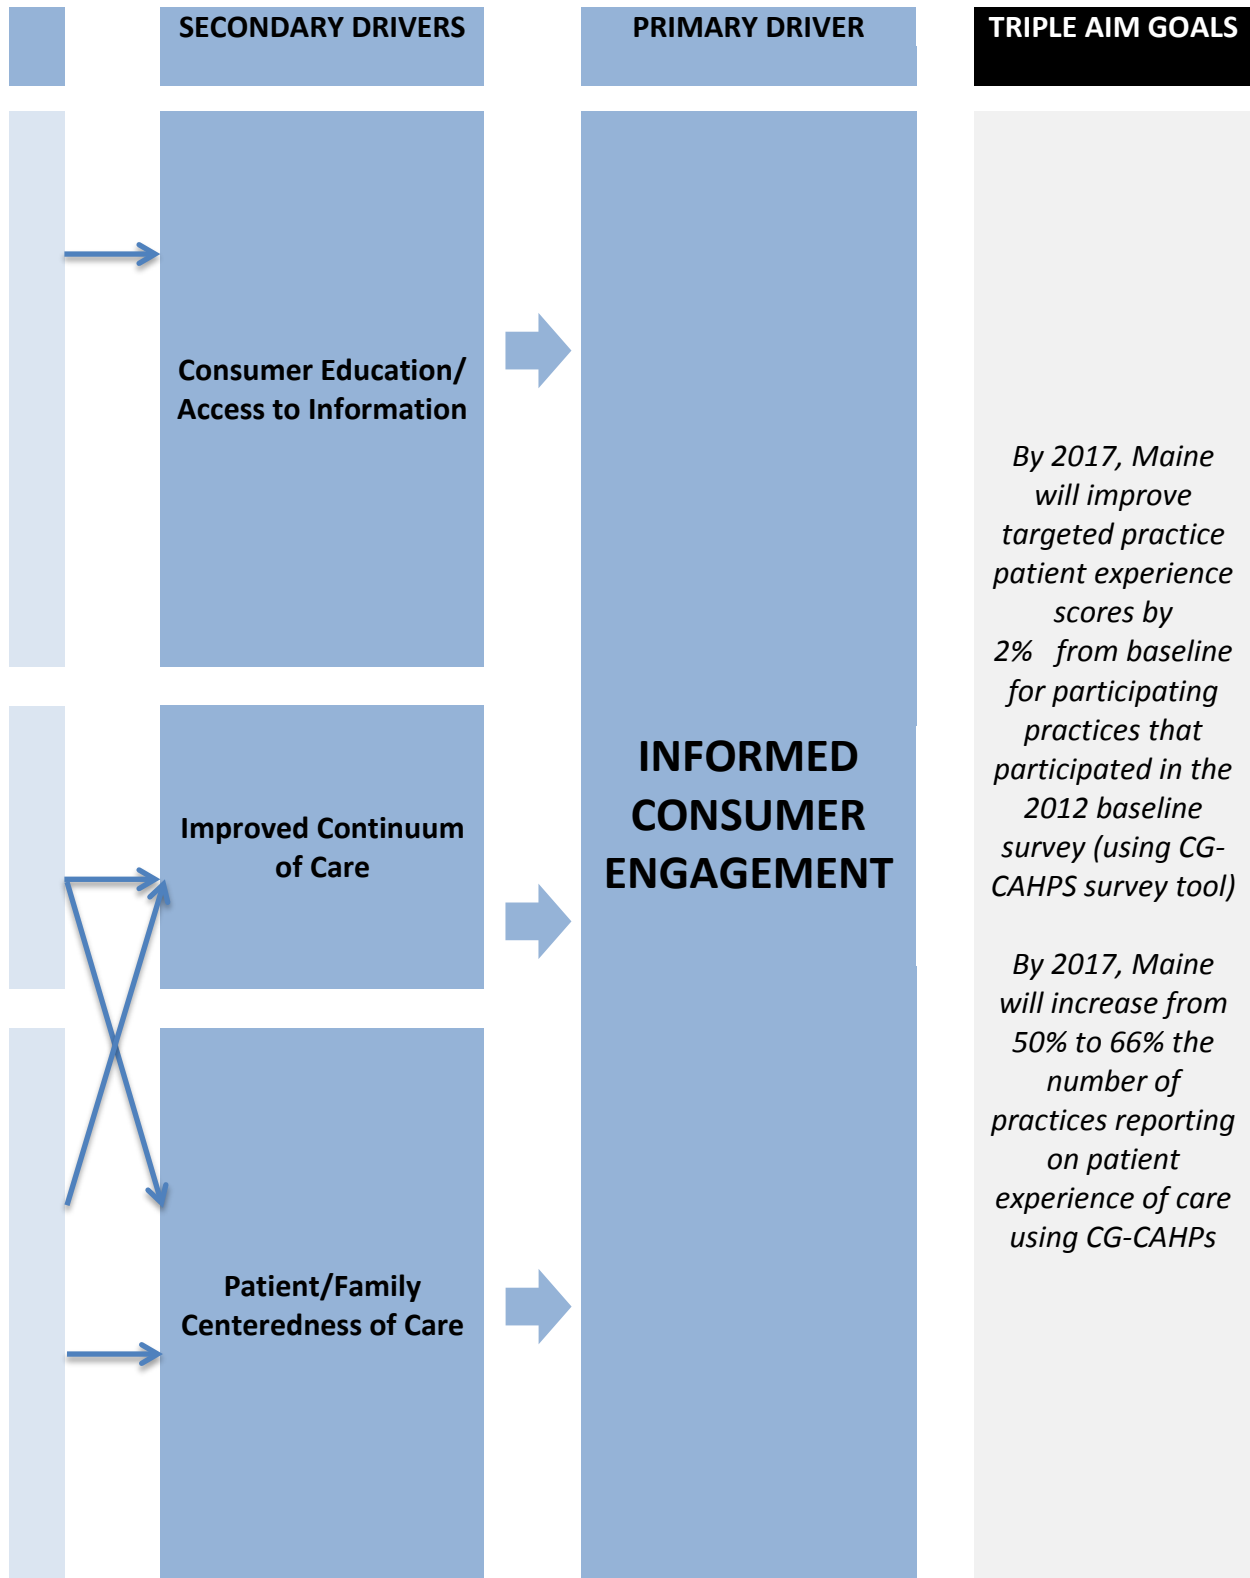 SECONDARY DRIVERS
PRIMARY DRIVER
TRIPLE AIM GOALS
Consumer Education/
Access to Information
Improved Continuum
of Care
Patient/Family
Centeredness of Care
INFORMED
CONSUMER
ENGAGEMENT
By 2017, Maine
will improve
targeted practice
patient experience
scores by
2% from baseline
for participating
practices that
participated in the
2012 baseline
survey (using CG-
CAHPS survey tool)
By 2017, Maine
will increase from
50% to 66% the
number of
practices reporting
on patient
experience of care
using CG-CAHPs